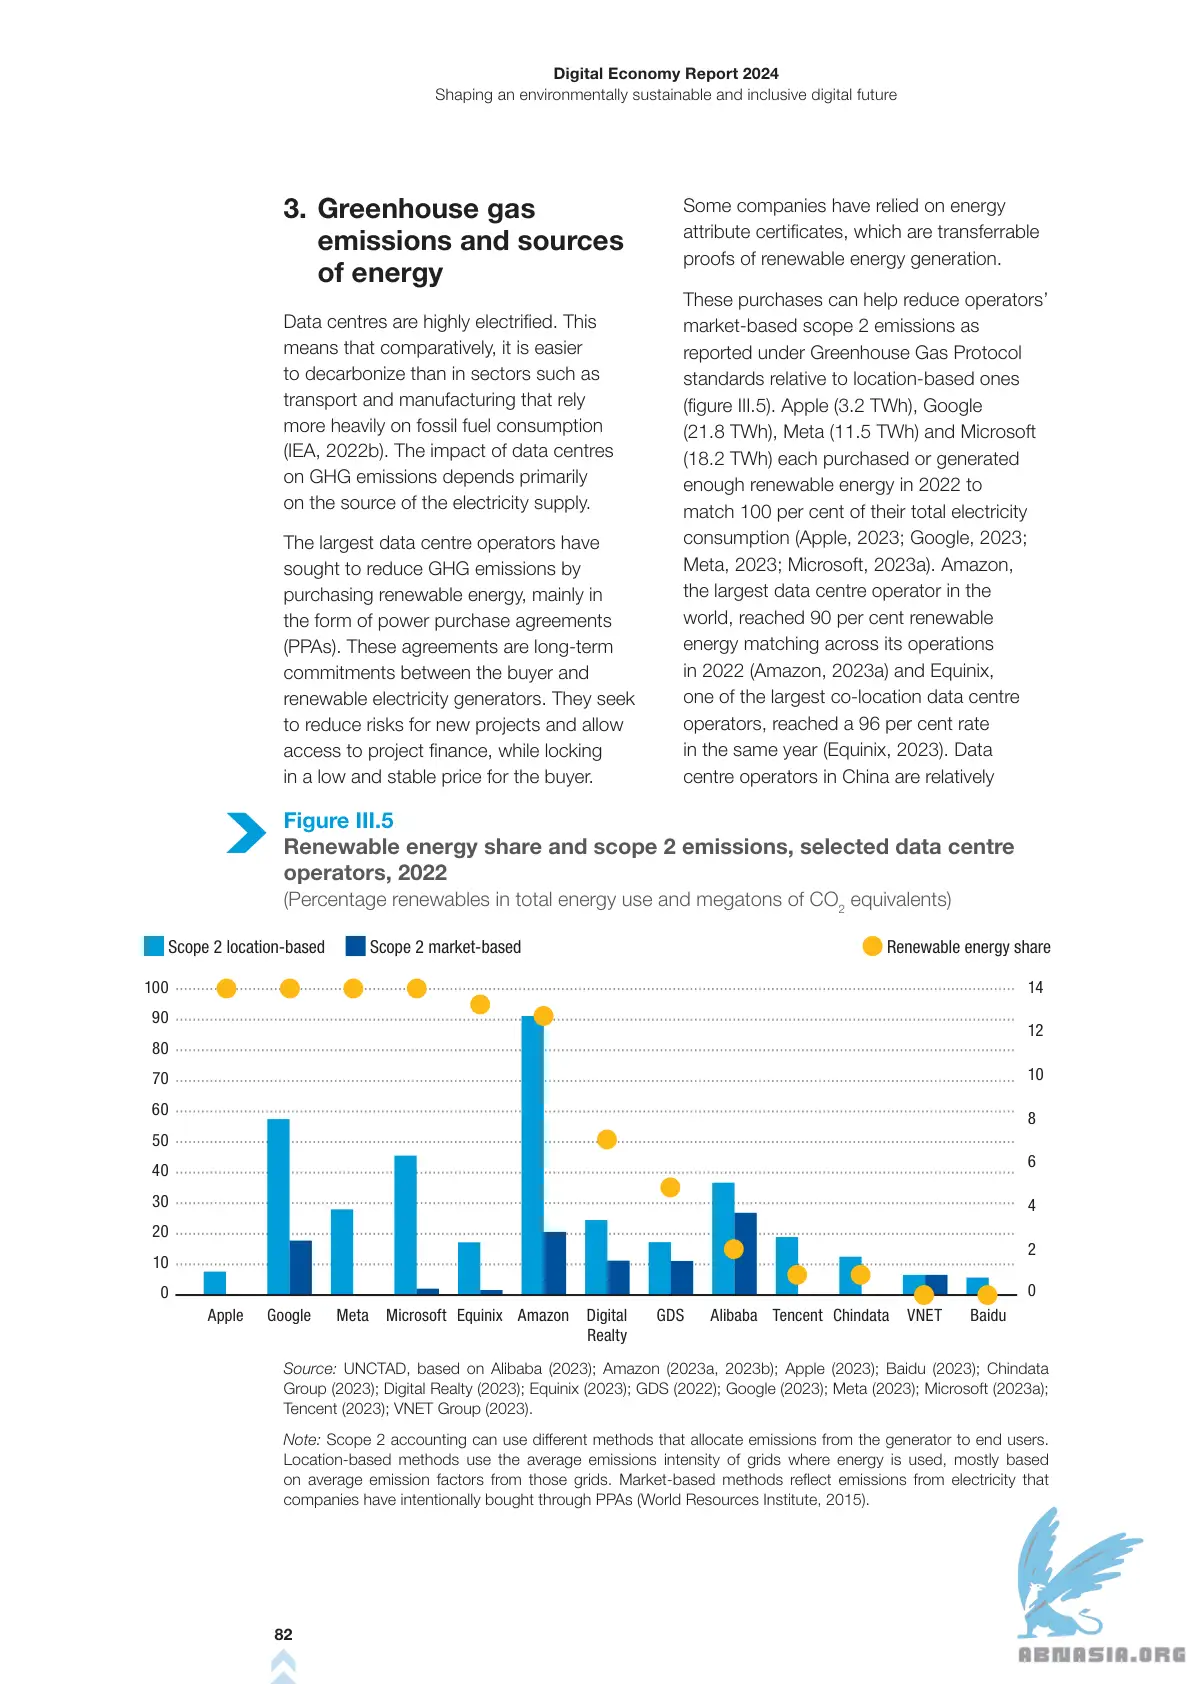 Digital Economy Report 2024
Shaping an environmentally sustainable and inclusive digital future
3. Greenhouse gas
emissions and sources
of energy
Data centres are highly electrified. This
means that comparatively, it is easier
to decarbonize than in sectors such as
transport and manufacturing that rely
more heavily on fossil fuel consumption
(IEA, 2022b). The impact of data centres
on GHG emissions depends primarily
on the source of the electricity supply.
The largest data centre operators have
sought to reduce GHG emissions by
purchasing renewable energy, mainly in
the form of power purchase agreements
(PPAs). These agreements are long-term
commitments between the buyer and
renewable electricity generators. They seek
to reduce risks for new projects and allow
access to project finance, while locking
in a low and stable price for the buyer.
Some companies have relied on energy
attribute certificates, which are transferrable
proofs of renewable energy generation.
These purchases can help reduce operators’
market-based scope 2 emissions as
reported under Greenhouse Gas Protocol
standards relative to location-based ones
(figure III.5). Apple (3.2 TWh), Google
(21.8 TWh), Meta (11.5 TWh) and Microsoft
(18.2 TWh) each purchased or generated
enough renewable energy in 2022 to
match 100 per cent of their total electricity
consumption (Apple, 2023; Google, 2023;
Meta, 2023; Microsoft, 2023a). Amazon,
the largest data centre operator in the
world, reached 90 per cent renewable
energy matching across its operations
in 2022 (Amazon, 2023a) and Equinix,
one of the largest co-location data centre
operators, reached a 96 per cent rate
in the same year (Equinix, 2023). Data
centre operators in China are relatively
Figure III.5
Renewable energy share and scope 2 emissions, selected data centre
operators, 2022
(Percentage renewables in total energy use and megatons of CO2 equivalents)
Scope 2 location-based Scope 2 market-based Renewable energy share
100 14
90 12
80
70 10
60 8
50
40 6
30 4
20 2
10
0 0
Apple Google Meta Microsoft Equinix Amazon Digital Realty GDS Alibaba Tencent Chindata VNET Baidu
Source: UNCTAD, based on Alibaba (2023); Amazon (2023a, 2023b); Apple (2023); Baidu (2023); Chindata
Group (2023); Digital Realty (2023); Equinix (2023); GDS (2022); Google (2023); Meta (2023); Microsoft (2023a);
Tencent (2023); VNET Group (2023).
Note: Scope 2 accounting can use different methods that allocate emissions from the generator to end users.
Location-based methods use the average emissions intensity of grids where energy is used, mostly based
on average emission factors from those grids. Market-based methods reflect emissions from electricity that
companies have intentionally bought through PPAs (World Resources Institute, 2015).
82
ABNASIA.ORG